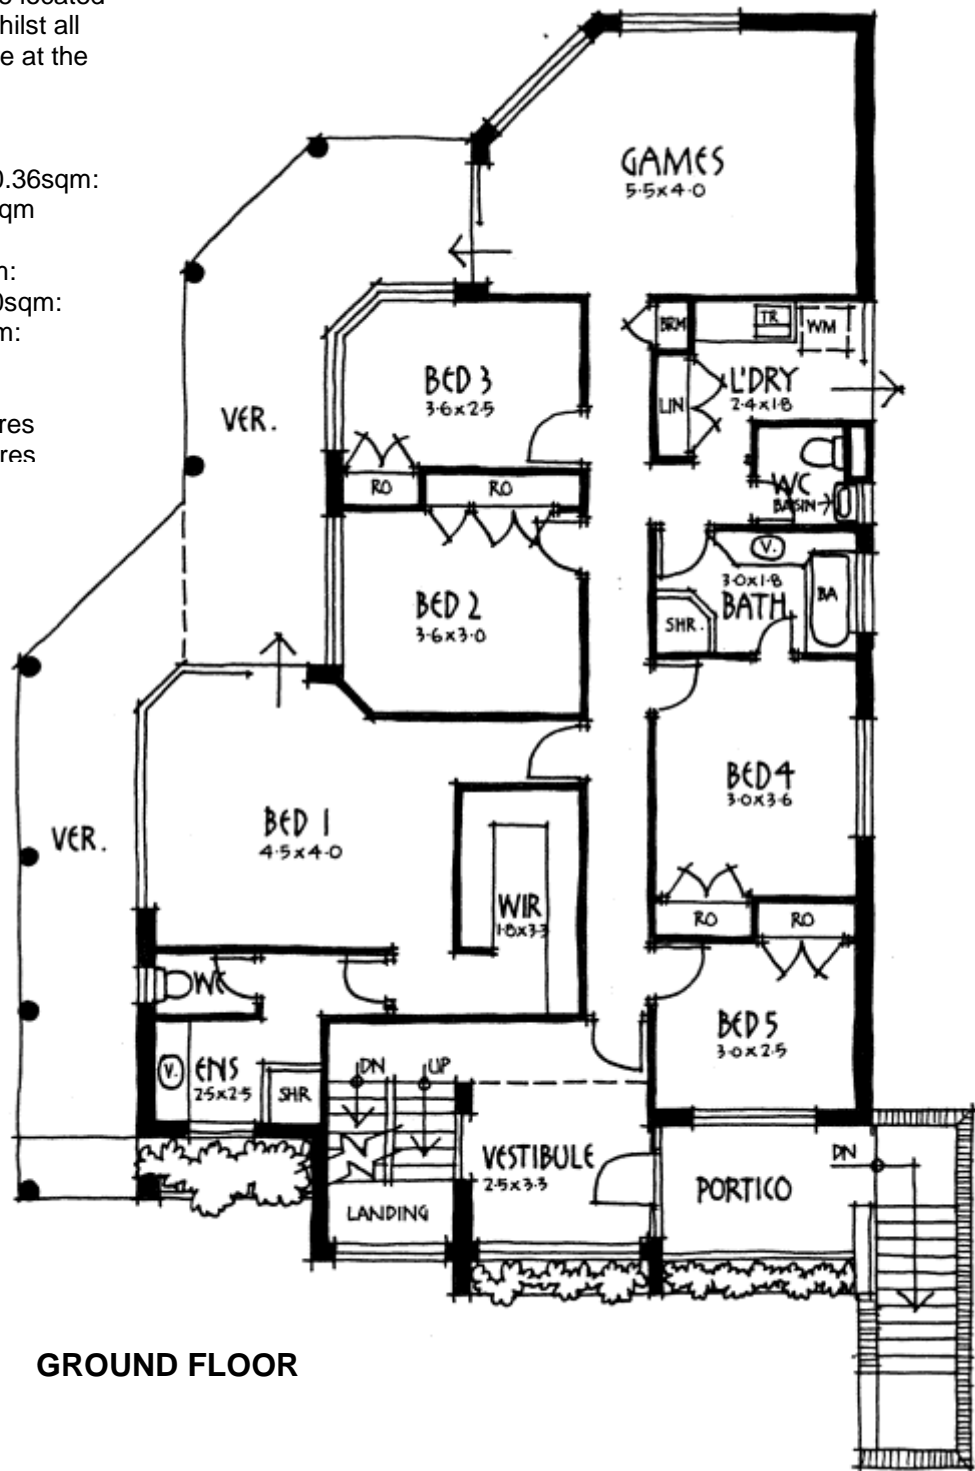 located
hilst all
e at the
0.36sqm:
qm
n:
0sqm:
m:
res
res
GAMES
5·5x4·0
BRM
TR
WM
BED 3
3·6x2·5
L'DRY
2·4x1·8
LIN
VER.
RO
RO
WC
BASIN
V.
3·0x1·8
BATH
BA
SHR.
BED 2
3·6x3·0
BED 4
3·0x3·6
BED 1
4·5x4·0
VER.
WIR
1·8x3·3
RO
RO
WC
BED 5
3·0x2·5
V.
ENS
2·5x2·5
SHR
DN
UP
VESTIBULE
2·5x3·3
DN
PORTICO
LANDING
GROUND FLOOR